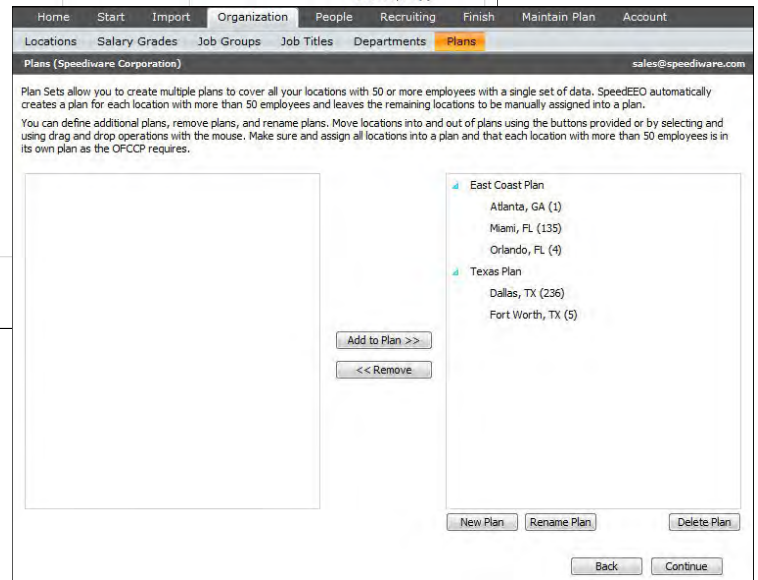 Home Start Import Organization People Recruiting Finish Maintain Plan Account
Locations Salary Grades Job Groups Job Titles Departments Plans
Plans (Speediware Corporation) sales@speediware.com
Plan Sets allow you to create multiple plans to cover all your locations with 50 or more employees with a single set of data. SpeedEEO automatically
creates a plan for each location with more than 50 employees and leaves the remaining locations to be manually assigned into a plan.
You can define additional plans, remove plans, and rename plans. Move locations into and out of plans using the buttons provided or by selecting and
using drag and drop operations with the mouse. Make sure and assign all locations into a plan and that each location with more than 50 employees is in
its own plan as the OFCCP requires.
East Coast Plan
Atlanta, GA (1)
Miami, FL (135)
Orlando, FL (4)
Texas Plan
Dallas, TX (236)
Fort Worth, TX (5)
Add to Plan >>
<< Remove
New Plan Rename Plan Delete Plan
Back Continue